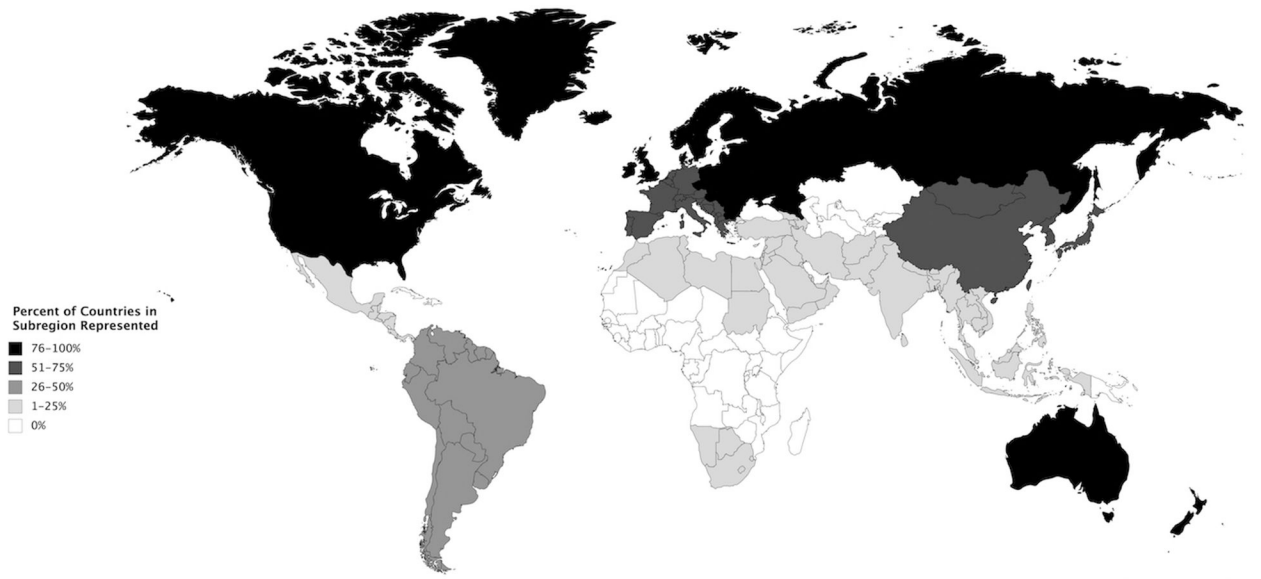 Percent of Countries in
Subregion Represented
76-100%
51-75%
26-50%
1-25%
0%